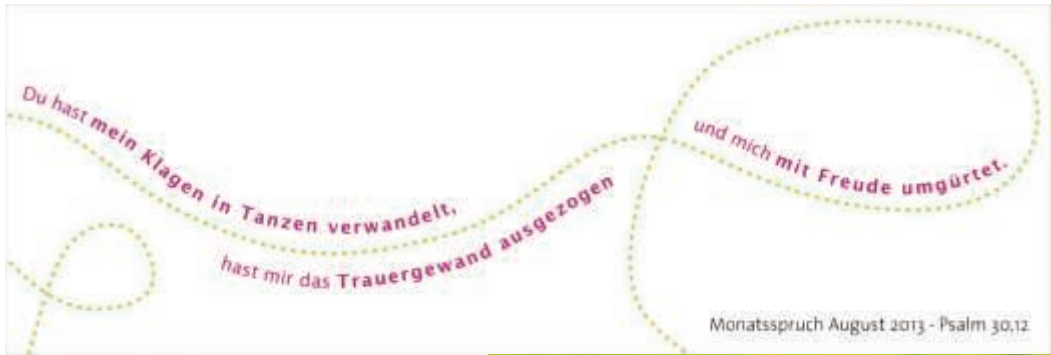 Du hast mein Klagen in Tanzen verwandelt,
hast mir das Trauergewand ausgezogen
und mich mit Freude umgürtet.
Monatsspruch August 2013 - Psalm 30,12